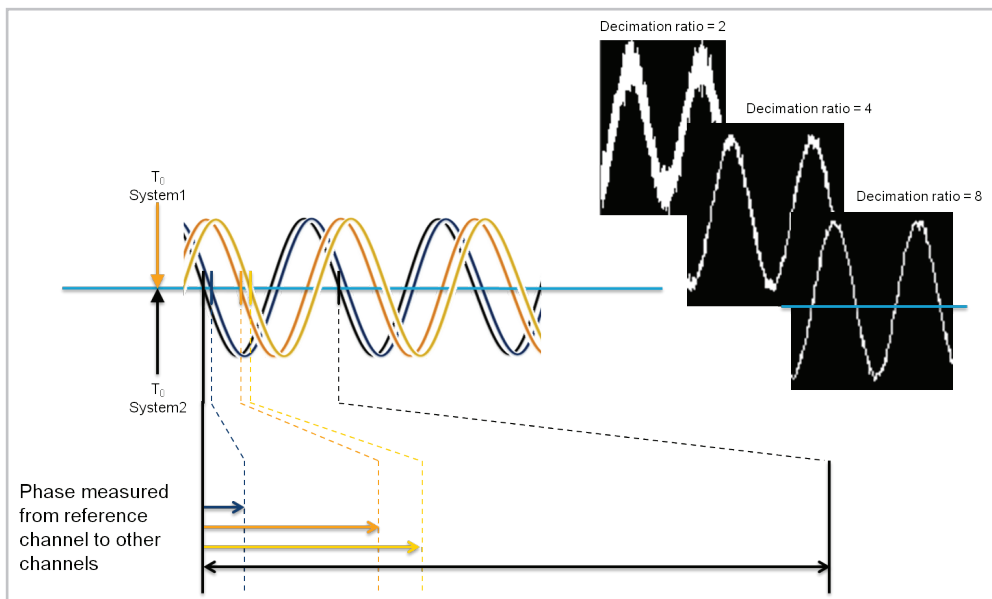 Decimation ratio = 2
Decimation ratio = 4
Decimation ratio = 8
T0
System1
T0
System2
Phase measured
from reference
channel to other
channels